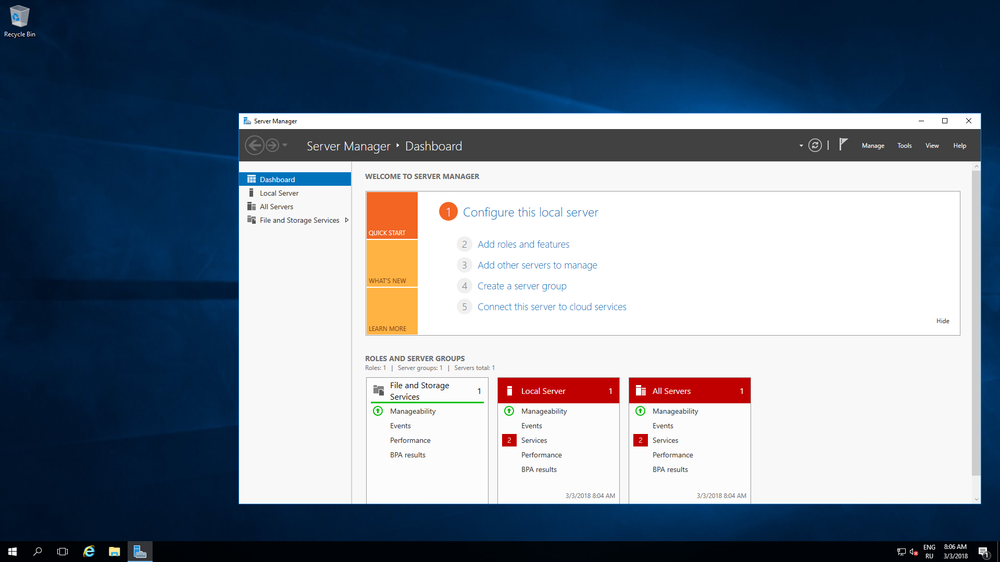 Recycle Bin
Server Manager
Server Manager ‣ Dashboard
Manage Tools View Help
Dashboard
Local Server
All Servers
File and Storage Services
WELCOME TO SERVER MANAGER
QUICK START
WHAT'S NEW
LEARN MORE
1 Configure this local server
2 Add roles and features
3 Add other servers to manage
4 Create a server group
5 Connect this server to cloud services
Hide
ROLES AND SERVER GROUPS
Roles: 1 | Server groups: 1 | Servers total: 1
File and Storage
Services 1
Manageability
Events
Performance
BPA results
Local Server 1
Manageability
Events
2 Services
Performance
BPA results
3/3/2018 8:04 AM
All Servers 1
Manageability
Events
2 Services
Performance
BPA results
3/3/2018 8:04 AM
ENG
RU
8:06 AM
3/3/2018
1